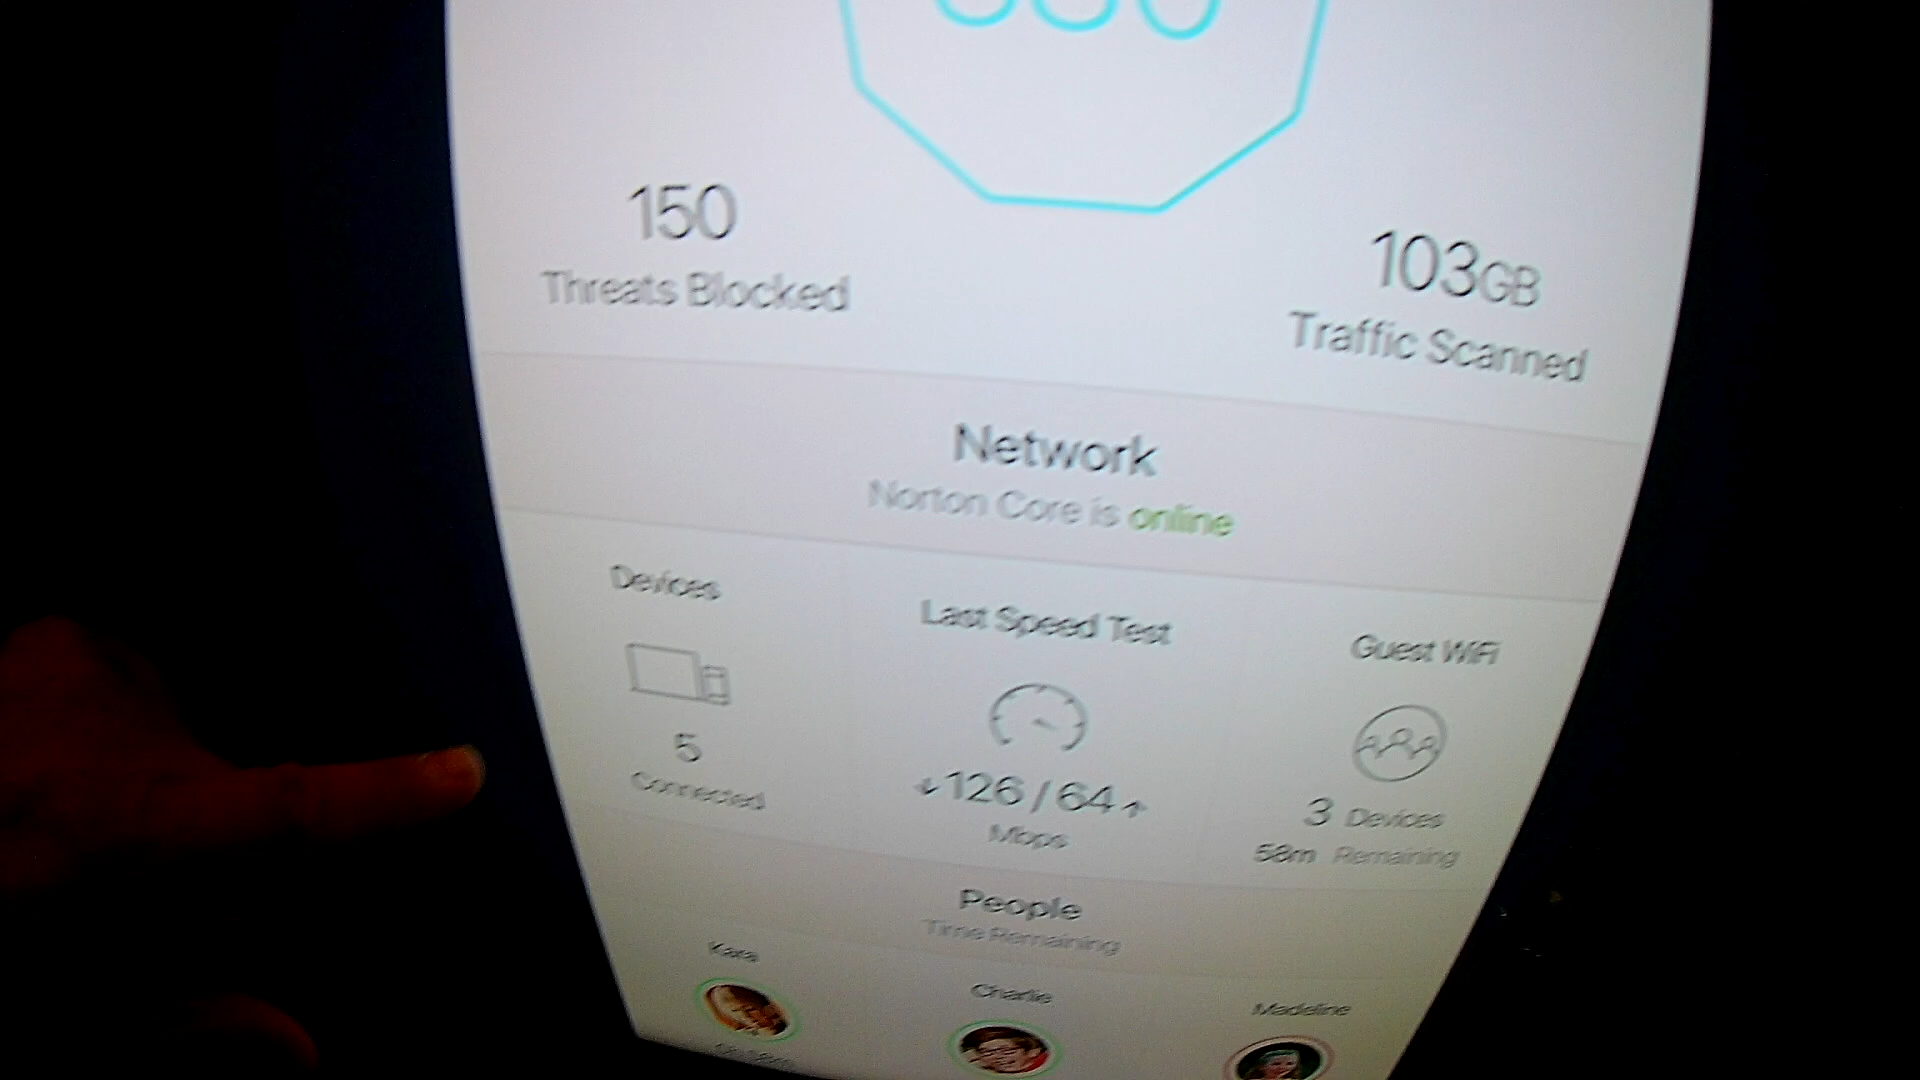 150
Threats Blocked
103GB
Traffic Scanned
Network
Norton Core is online
Devices
5
Connected
Last Speed Test
↓126 / 64↑
Mbps
Guest WiFi
3 Devices
58m Remaining
People
Time Remaining
Kara
Charlie
Madeline